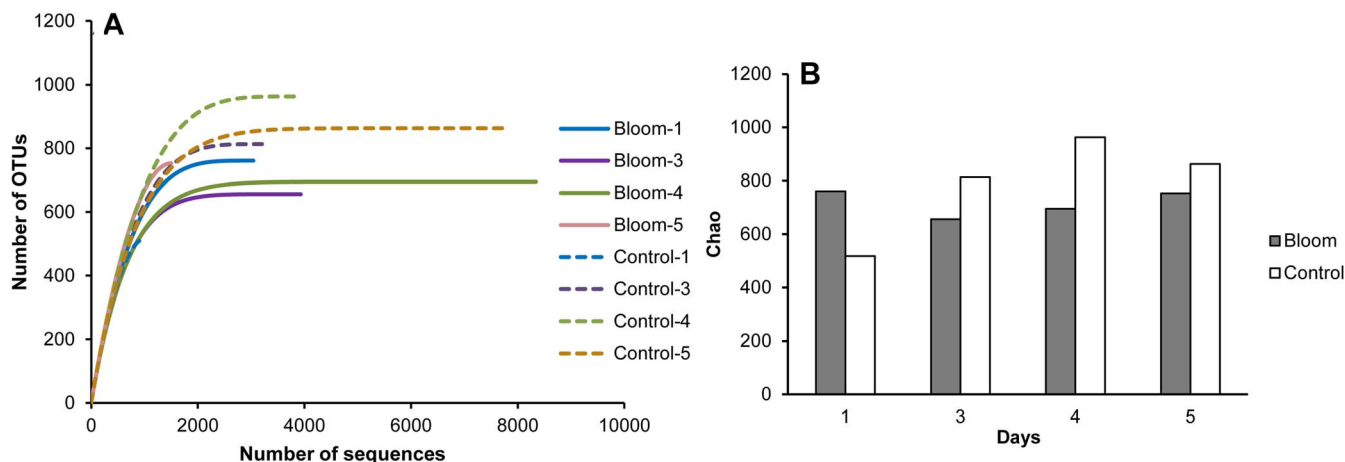 A
Number of OTUs
1200
1000
800
600
400
200
0
0 2000 4000 6000 8000 10000
Number of sequences
Bloom-1
Bloom-3
Bloom-4
Bloom-5
Control-1
Control-3
Control-4
Control-5
B
Chao
1200
1000
800
600
400
200
0
1 3 4 5
Days
Bloom
Control